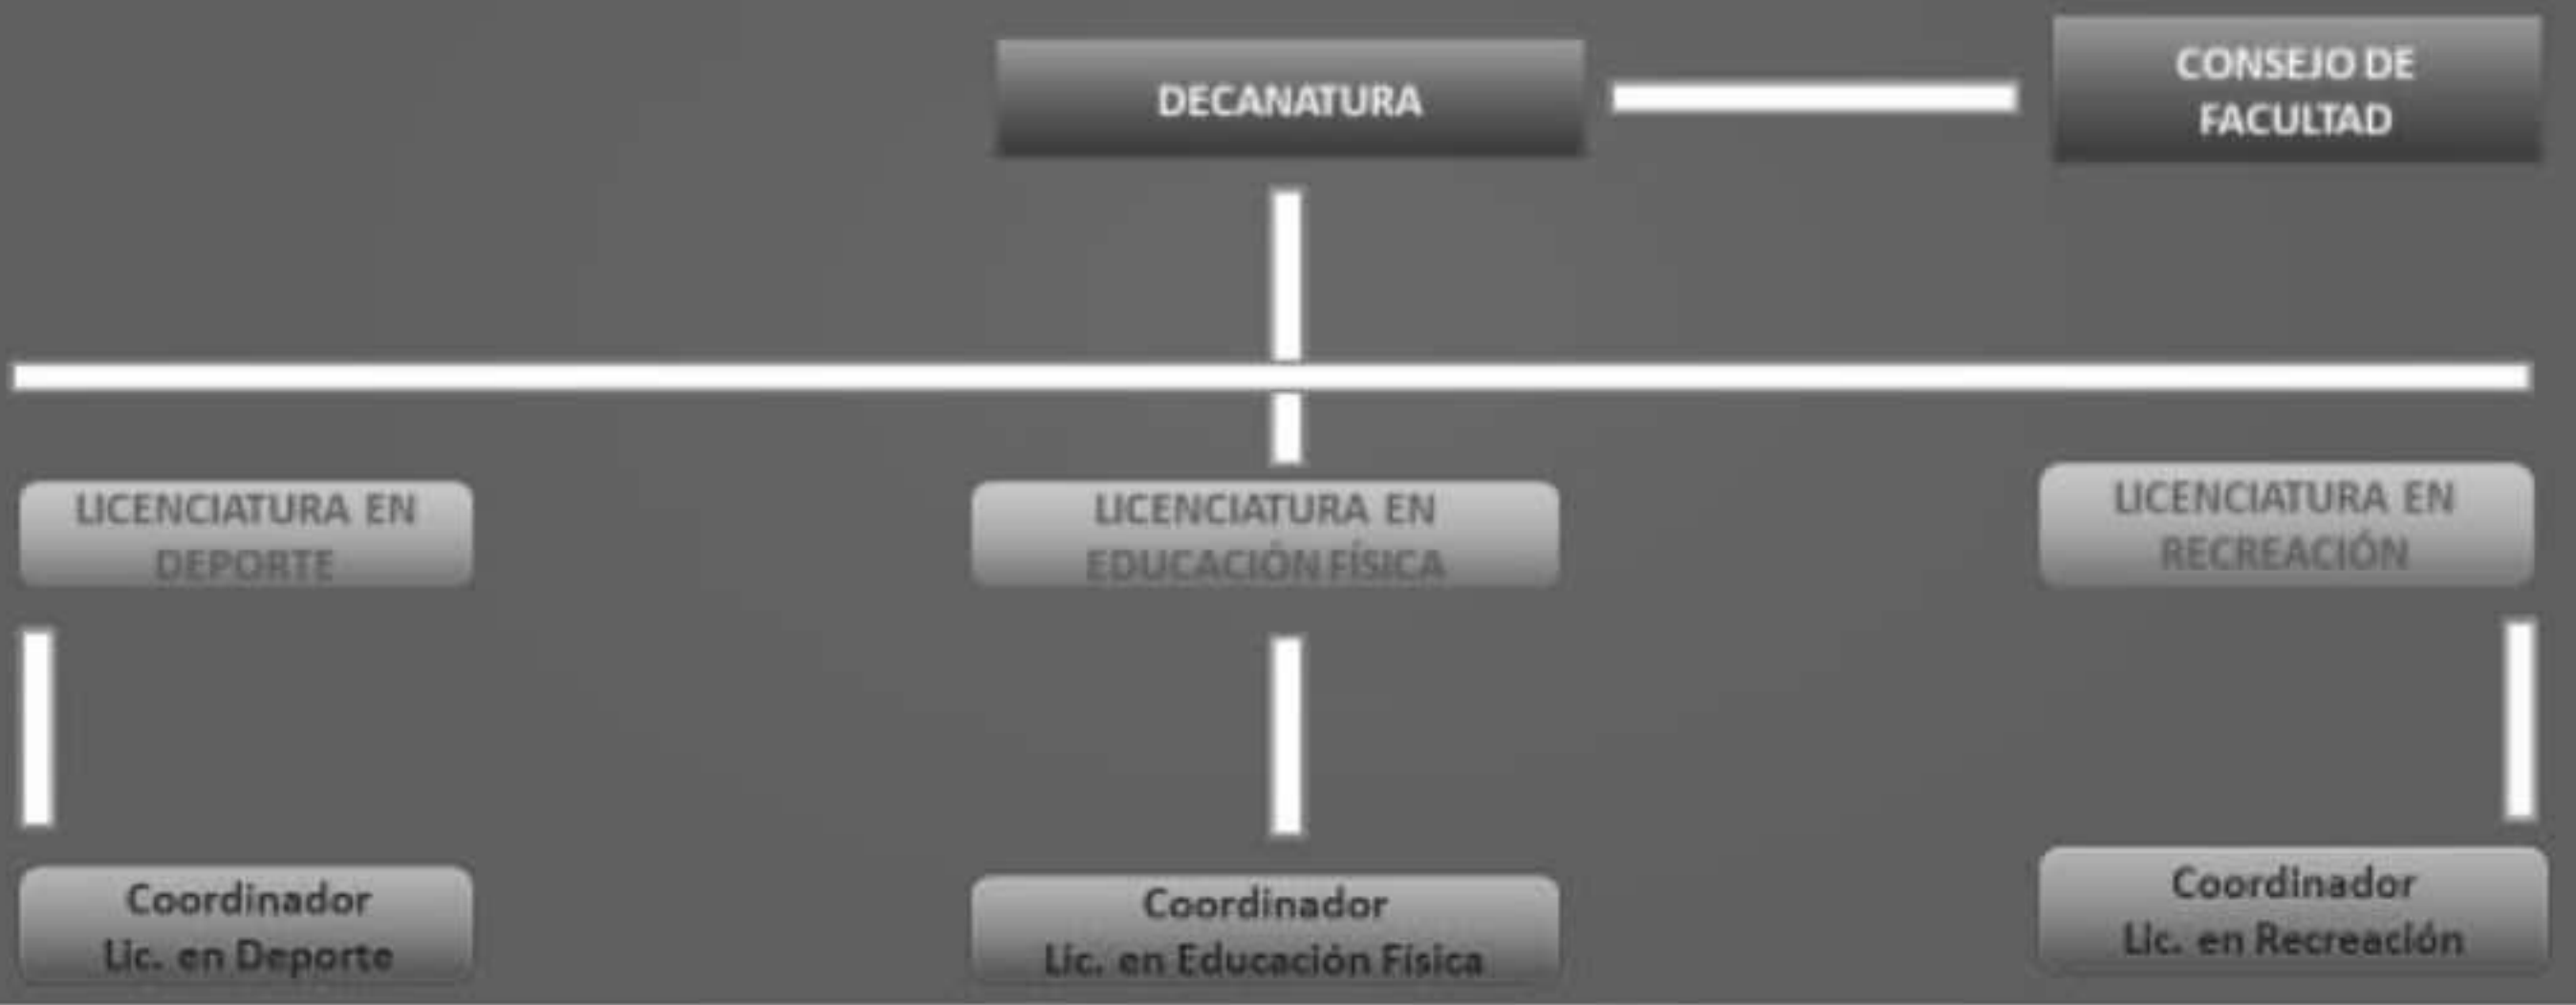 DECANATURA
CONSEJO DE
FACULTAD
LICENCIATURA EN
DEPORTE
LICENCIATURA EN
EDUCACIÓN FÍSICA
LICENCIATURA EN
RECREACIÓN
Coordinador
Lic. en Deporte
Coordinador
Lic. en Educación Física
Coordinador
Lic. en Recreación